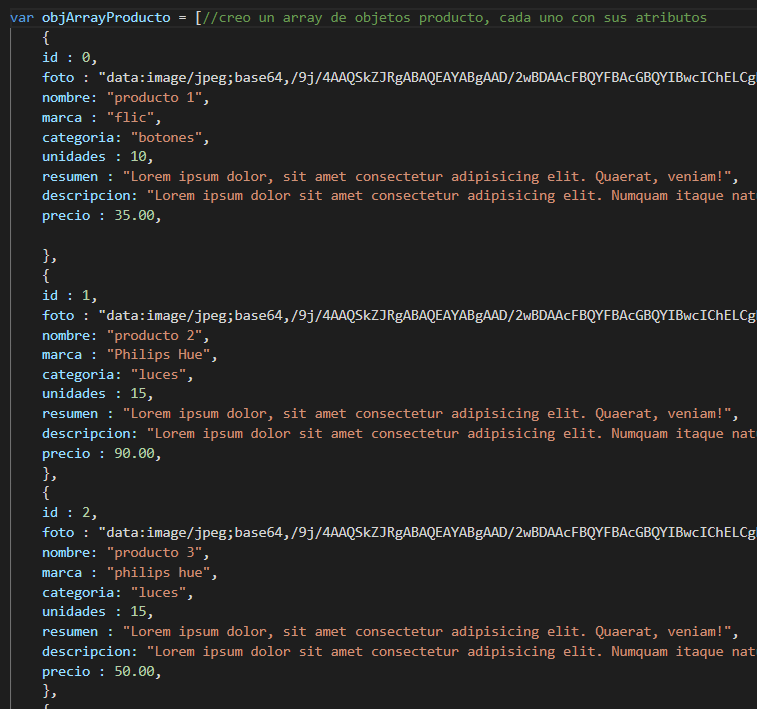 var objArrayProducto = [//creo un array de objetos producto, cada uno con sus atributos
{
id : 0,
foto : "data:image/jpeg;base64,/9j/4AAQSkZJRgABAQEAYABgAAD/2wBDAAcFBQYFBAcGBQYIBwcIChELCg
nombre: "producto 1",
marca : "flic",
categoria: "botones",
unidades : 10,
resumen : "Lorem ipsum dolor, sit amet consectetur adipisicing elit. Quaerat, veniam!",
descripcion: "Lorem ipsum dolor sit amet consectetur adipisicing elit. Numquam itaque nat
precio : 35.00,
},
{
id : 1,
foto : "data:image/jpeg;base64,/9j/4AAQSkZJRgABAQEAYABgAAD/2wBDAAcFBQYFBAcGBQYIBwcIChELCg
nombre: "producto 2",
marca : "Philips Hue",
categoria: "luces",
unidades : 15,
resumen : "Lorem ipsum dolor, sit amet consectetur adipisicing elit. Quaerat, veniam!",
descripcion: "Lorem ipsum dolor sit amet consectetur adipisicing elit. Numquam itaque nat
precio : 90.00,
},
{
id : 2,
foto : "data:image/jpeg;base64,/9j/4AAQSkZJRgABAQEAYABgAAD/2wBDAAcFBQYFBAcGBQYIBwcIChELCg
nombre: "producto 3",
marca : "philips hue",
categoria: "luces",
unidades : 15,
resumen : "Lorem ipsum dolor, sit amet consectetur adipisicing elit. Quaerat, veniam!",
descripcion: "Lorem ipsum dolor sit amet consectetur adipisicing elit. Numquam itaque nat
precio : 50.00,
},
{